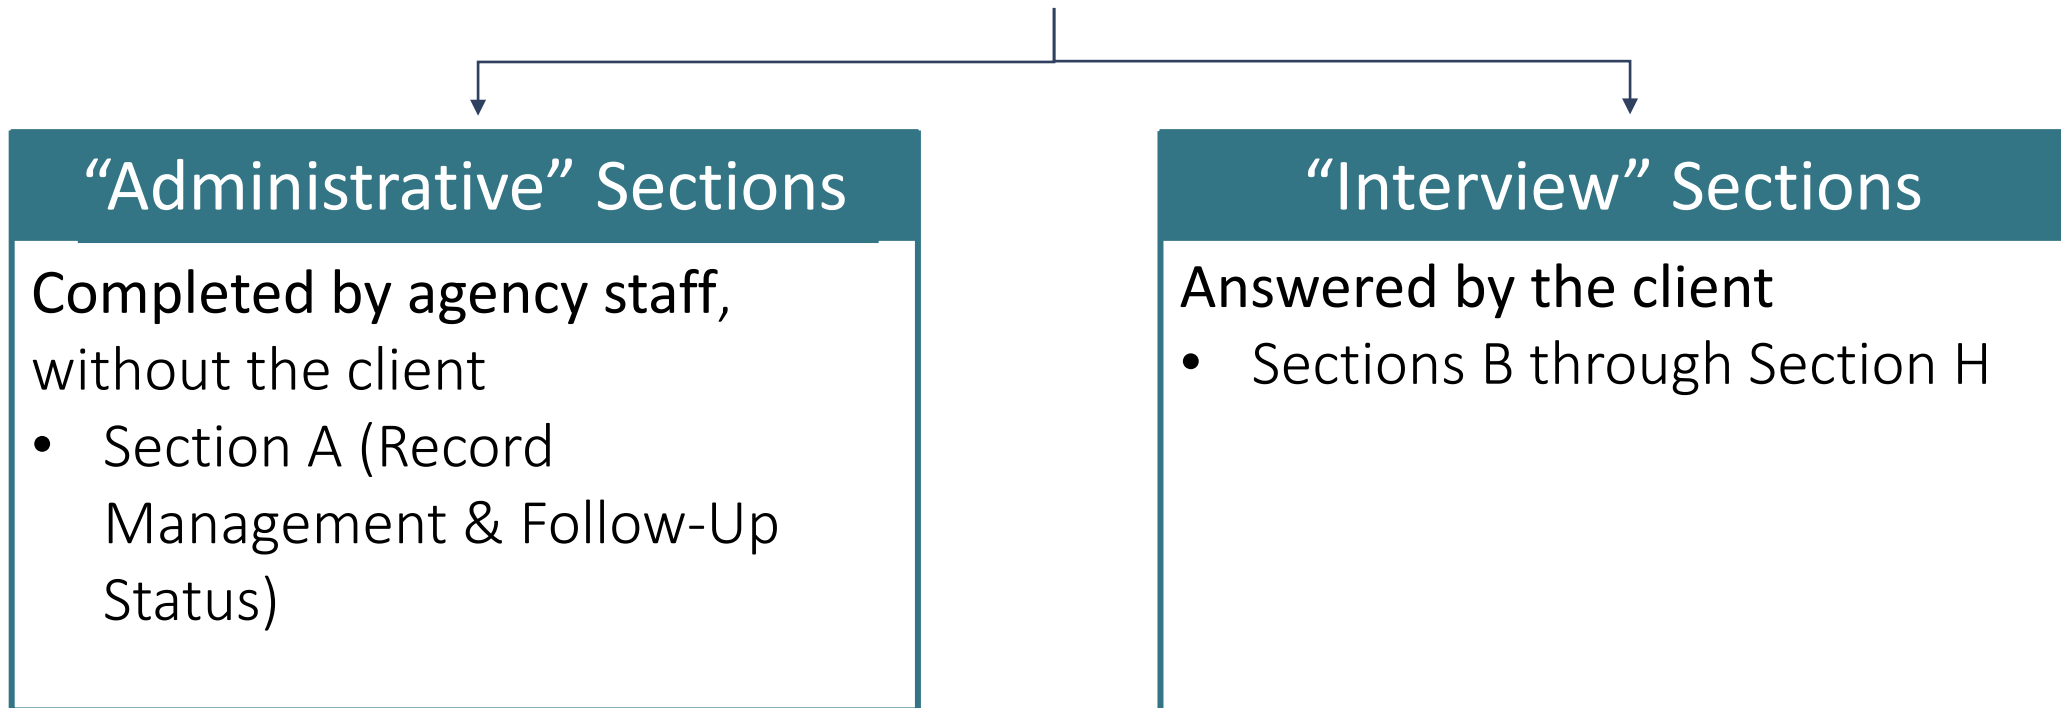 “Administrative” Sections
Completed by agency staff,
without the client
• Section A (Record
Management & Follow-Up
Status)
“Interview” Sections
Answered by the client
• Sections B through Section H